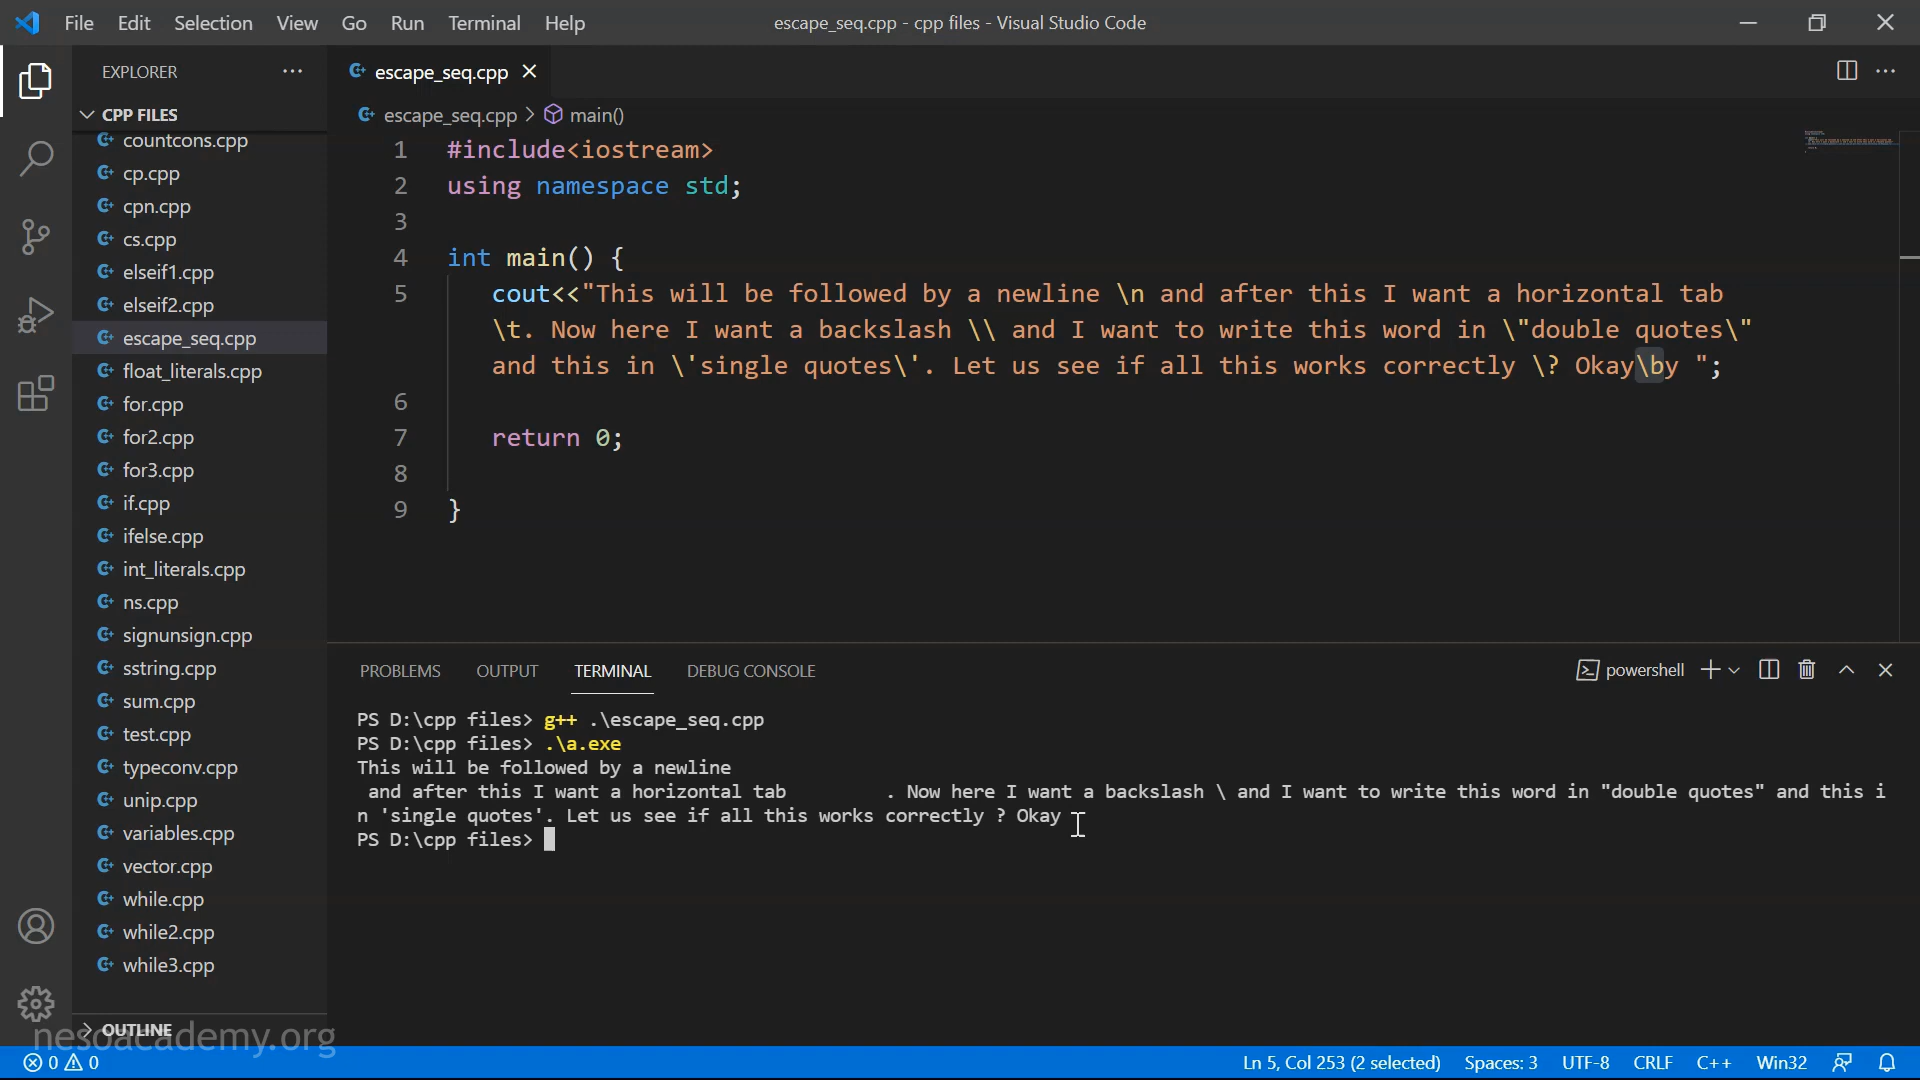 File Edit Selection View Go Run Terminal Help escape_seq.cpp - cpp files - Visual Studio Code
EXPLORER
CPP FILES
countcons.cpp
cp.cpp
cpn.cpp
cs.cpp
elseif1.cpp
elseif2.cpp
escape_seq.cpp
float_literals.cpp
for.cpp
for2.cpp
for3.cpp
if.cpp
ifelse.cpp
int_literals.cpp
ns.cpp
signunsign.cpp
sstring.cpp
sum.cpp
test.cpp
typeconv.cpp
unip.cpp
variables.cpp
vector.cpp
while.cpp
while2.cpp
while3.cpp
OUTLINE
nesoacademy.org
escape_seq.cpp
escape_seq.cpp > main()
1 #include<iostream>
2 using namespace std;
3
4 int main() {
5 cout<<"This will be followed by a newline \n and after this I want a horizontal tab
\t. Now here I want a backslash \\ and I want to write this word in \"double quotes\"
and this in \'single quotes\'. Let us see if all this works correctly \? Okay\by ";
6
7 return 0;
8
9 }
PROBLEMS OUTPUT TERMINAL DEBUG CONSOLE powershell
PS D:\cpp files> g++ .\escape_seq.cpp
PS D:\cpp files> .\a.exe
This will be followed by a newline
and after this I want a horizontal tab . Now here I want a backslash \ and I want to write this word in "double quotes" and this i
n 'single quotes'. Let us see if all this works correctly ? Okay
PS D:\cpp files>
0 0 Ln 5, Col 253 (2 selected) Spaces: 3 UTF-8 CRLF C++ Win32